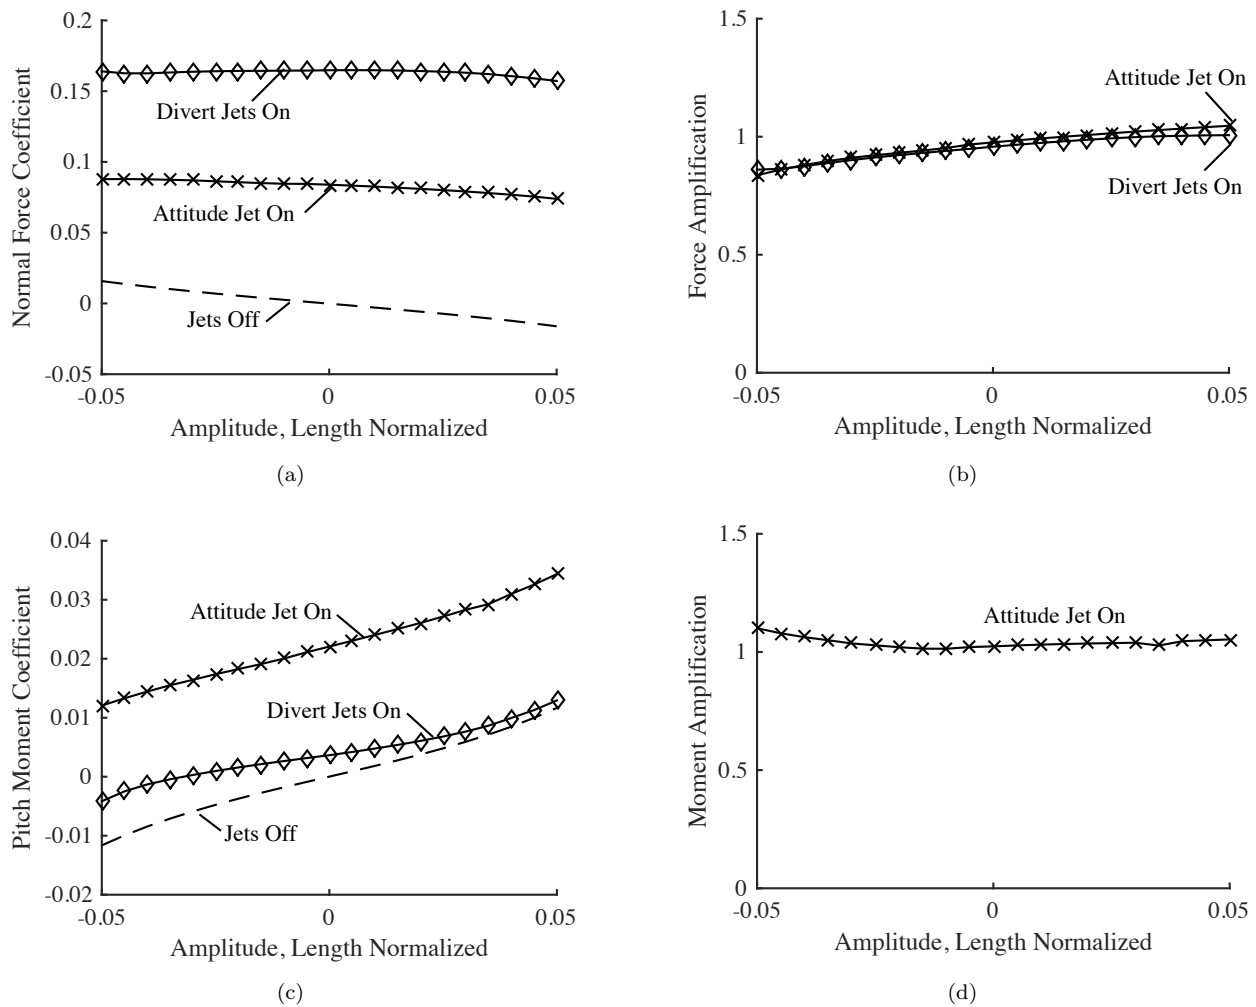 0.2
0.15
0.1
0.05
0
-0.05
Normal Force Coefficient
Divert Jets On
Attitude Jet On
Jets Off
-0.05
0
0.05
Amplitude, Length Normalized
(a)
1.5
1
0.5
0
Force Amplification
Attitude Jet On
Divert Jets On
-0.05
0
0.05
Amplitude, Length Normalized
(b)
0.04
0.03
0.02
0.01
0
-0.01
-0.02
Pitch Moment Coefficient
Attitude Jet On
Divert Jets On
Jets Off
-0.05
0
0.05
Amplitude, Length Normalized
(c)
1.5
1
0.5
0
Moment Amplification
Attitude Jet On
-0.05
0
0.05
Amplitude, Length Normalized
(d)